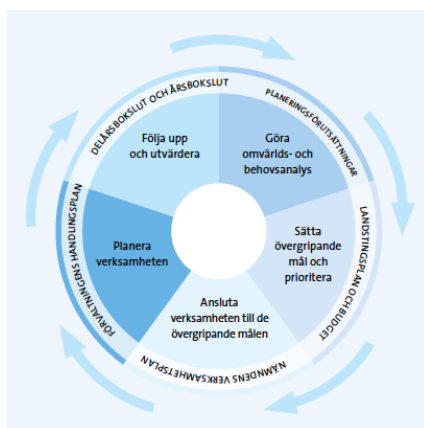 DELÅRSBOKSLUT OCH ÅRSBOKSLUT
PLANERINGSFÖRUTSÄTTNINGAR
Följa upp
och utvärdera
Göra
omvärlds- och
behovsanalys
FÖRVALTNINGENS HANDLINGSPLAN
Planera
verksamheten
Sätta
övergripande
mål och
prioritera
LANDSTINGSPLAN OCH BUDGET
Ansluta
verksamheten till de
övergripande målen
NÄMNDENS VERKSAMHETSPLAN